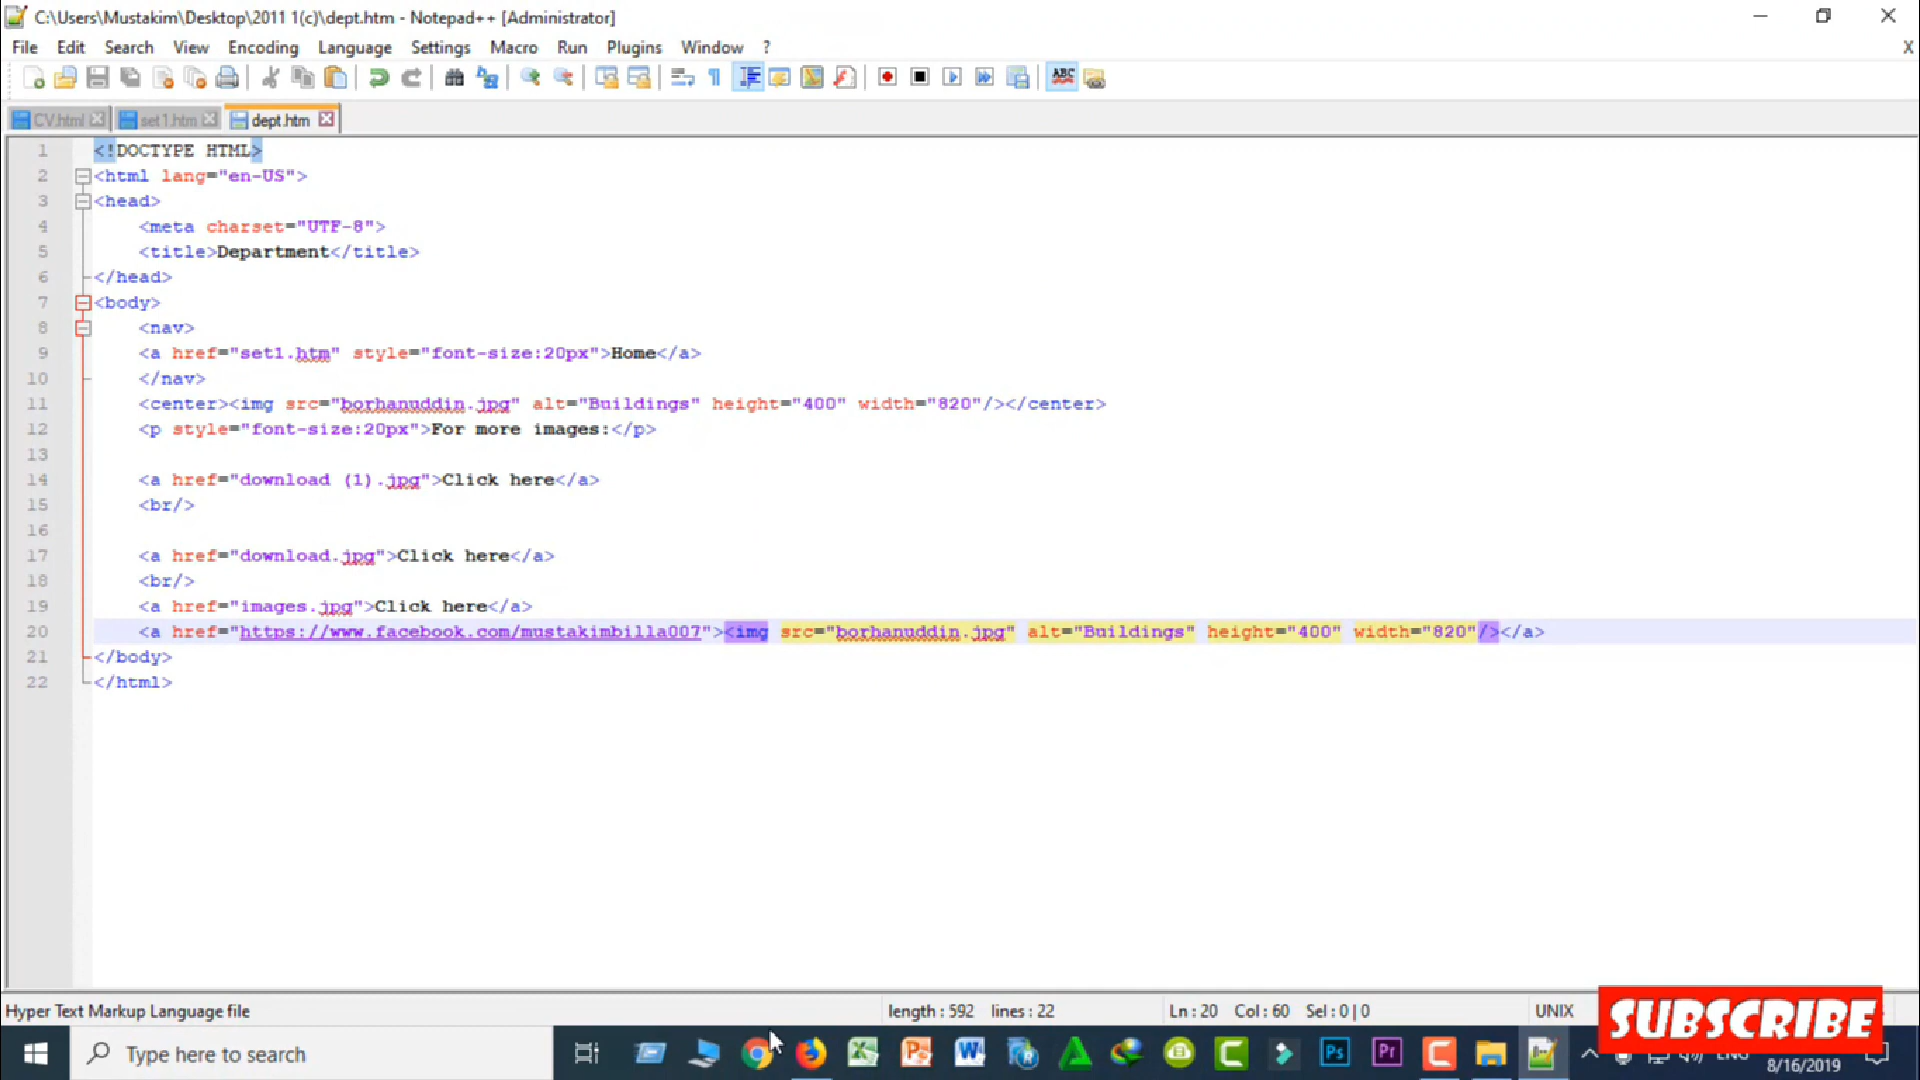 C:\Users\Mustakim\Desktop\2011 1(c)\dept.htm - Notepad++ [Administrator]
File Edit Search View Encoding Language Settings Macro Run Plugins Window ? X
ABC
CV.html set1.htm dept.htm
1 <!DOCTYPE HTML>
2 <html lang="en-US">
3 <head>
4 <meta charset="UTF-8">
5 <title>Department</title>
6 </head>
7 <body>
8 <nav>
9 <a href="set1.htm" style="font-size:20px">Home</a>
10 </nav>
11 <center><img src="borhanuddin.jpg" alt="Buildings" height="400" width="820"/></center>
12 <p style="font-size:20px">For more images:</p>
13
14 <a href="download (1).jpg">Click here</a>
15 <br/>
16
17 <a href="download.jpg">Click here</a>
18 <br/>
19 <a href="images.jpg">Click here</a>
20 <a href="https://www.facebook.com/mustakimbilla007"><img src="borhanuddin.jpg" alt="Buildings" height="400" width="820"/></a>
21 </body>
22 </html>
Hyper Text Markup Language file length : 592 lines : 22 Ln : 20 Col : 60 Sel : 0 | 0 UNIX
SUBSCRIBE
Type here to search
Ps Pr
8/16/2019